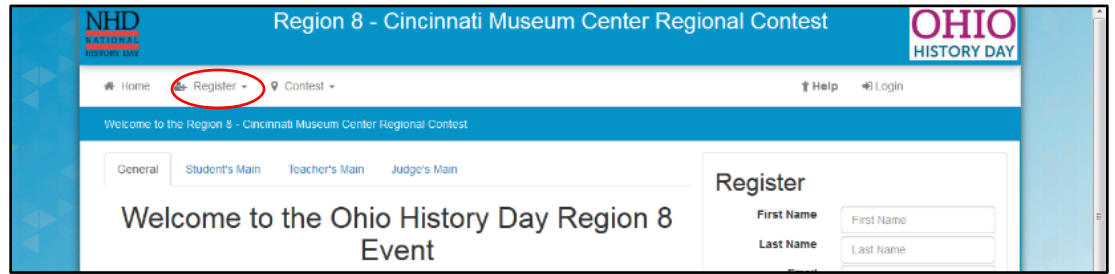 NHD
NATIONAL
HISTORY DAY
Region 8 - Cincinnati Museum Center Regional Contest
OHIO
HISTORY DAY
Home Register Contest Help Login
Welcome to the Region 8 - Cincinnati Museum Center Regional Contest
General Student's Main Teacher's Main Judge's Main
Register
Welcome to the Ohio History Day Region 8
Event
First Name First Name
Last Name Last Name
Email